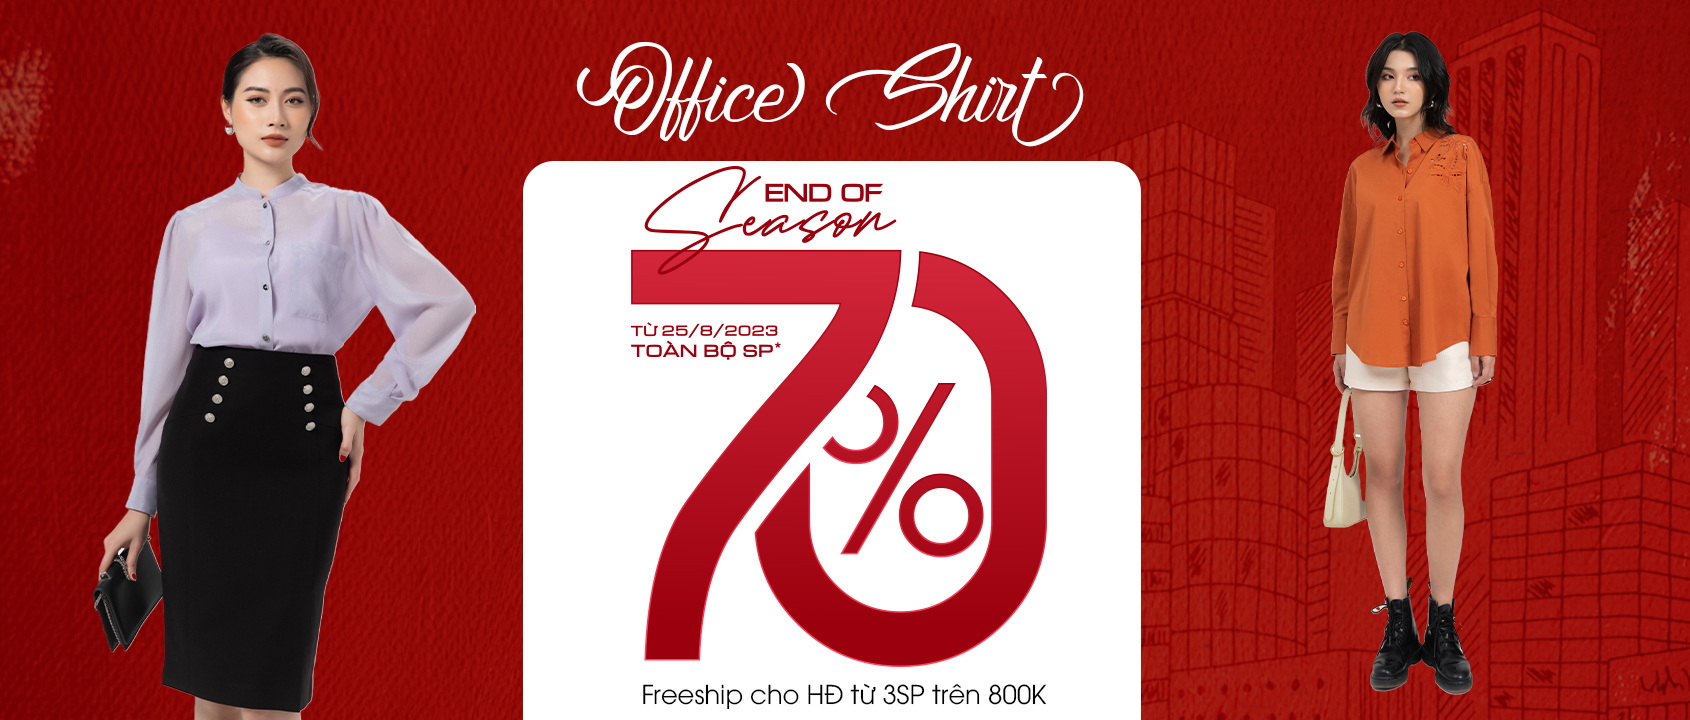 Office Shirt
END OF
Season
70%
TỪ 25/8/2023
TOÀN BỘ SP*
Freeship cho HĐ từ 3SP trên 800K